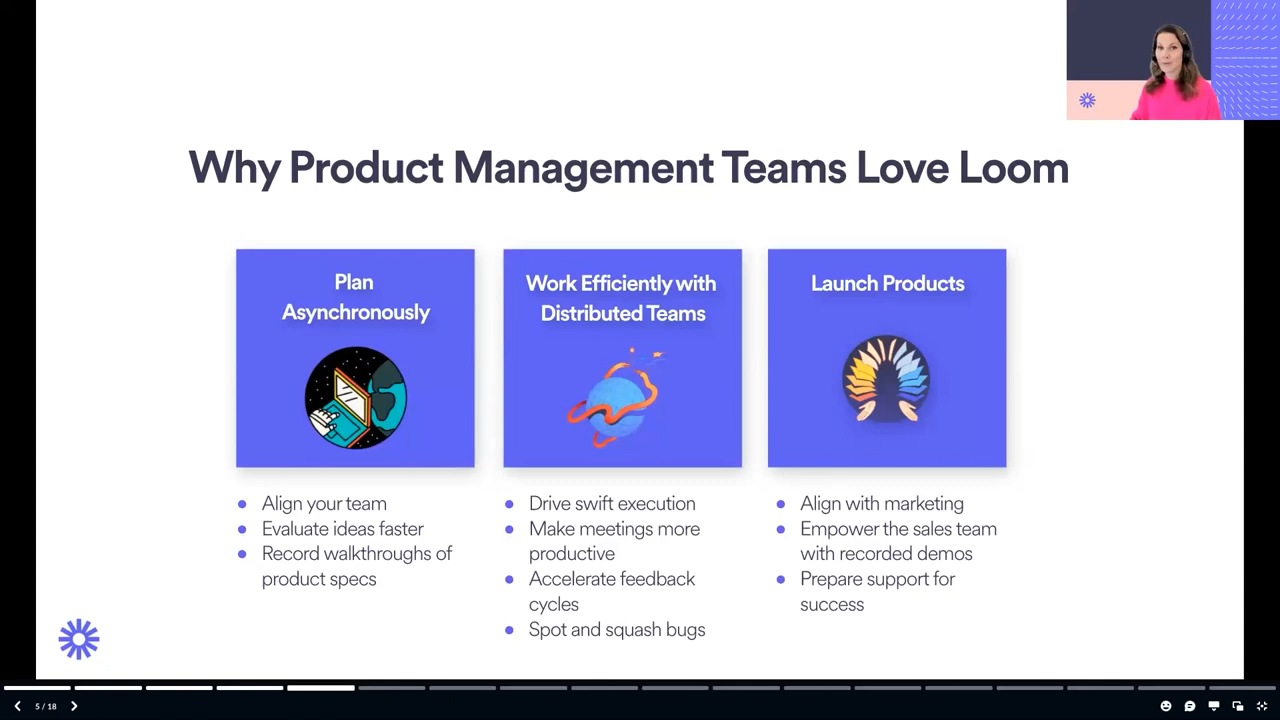 Why Product Management Teams Love Loom
Plan
Asynchronously
Work Efficiently with
Distributed Teams
Launch Products
Align your team
Evaluate ideas faster
Record walkthroughs of
product specs
Drive swift execution
Make meetings more
productive
Accelerate feedback
cycles
Spot and squash bugs
Align with marketing
Empower the sales team
with recorded demos
Prepare support for
success
5 / 18